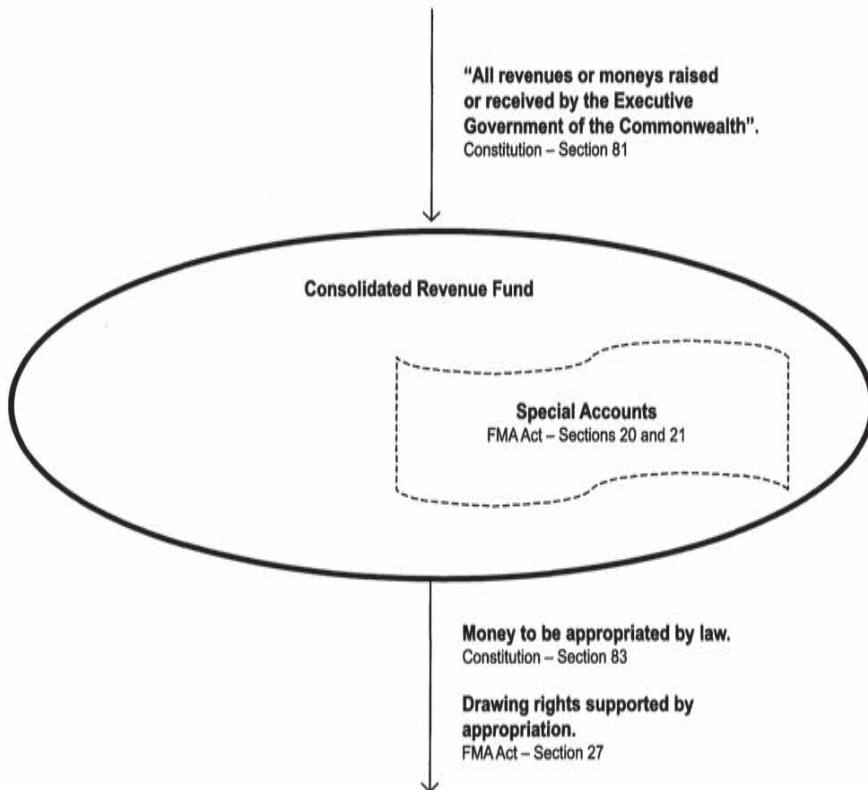 “All revenues or moneys raised
or received by the Executive
Government of the Commonwealth”.
Constitution – Section 81
Consolidated Revenue Fund
Special Accounts
FMA Act – Sections 20 and 21
Money to be appropriated by law.
Constitution – Section 83
Drawing rights supported by
appropriation.
FMA Act – Section 27